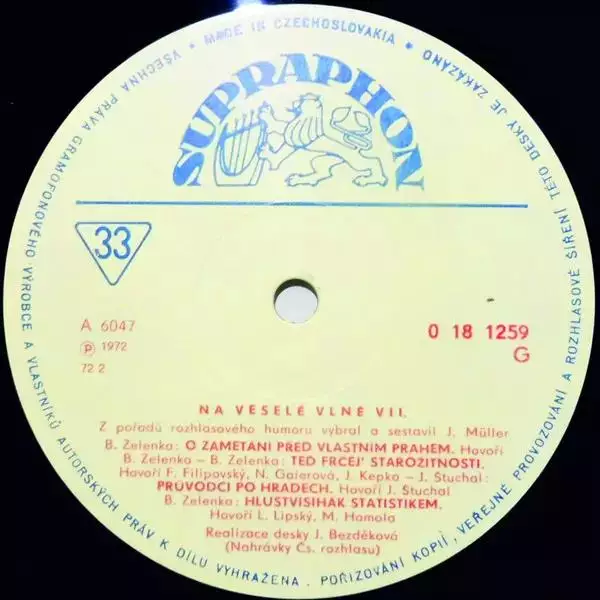 • MADE IN CZECHOSLOVAKIA •
VŠECHNA PRÁVA GRAMOFONOVÉHO VÝROBCE A VLASTNÍKŮ AUTORSKÝCH PRÁV K DÍLU VYHRAŽENA. POŘIZOVÁNÍ KOPIÍ, VEŘEJNÉ PROVOZOVÁNÍ A ROZHLASOVÉ ŠÍŘENÍ TÉTO DESKY JE ZAKÁZÁNO
SUPRAPHON
33
A 6047
℗ 1972
72 2
0 18 1259
G
NA VESELÉ VLNĚ VII.
Z pořadů rozhlasového humoru vybral a sestavil J. Müller
B. Zelenka: O ZAMETÁNÍ PŘED VLASTNÍM PRAHEM. Hovoří
B. Zelenka – B. Zelenka: TEĎ FRČEJ' STAROŽITNOSTI.
Hovoří F. Filipovský, N. Gaierová, J. Kepka – J. Štuchal:
PRŮVODCI PO HRADECH. Hovoří J. Štuchal
B. Zelenka: HLUSTVISIHÁK STATISTIKEM.
Hovoří L. Lipský, M. Homola
Realizace desky J. Bezděková
(Nahrávky Čs. rozhlasu)